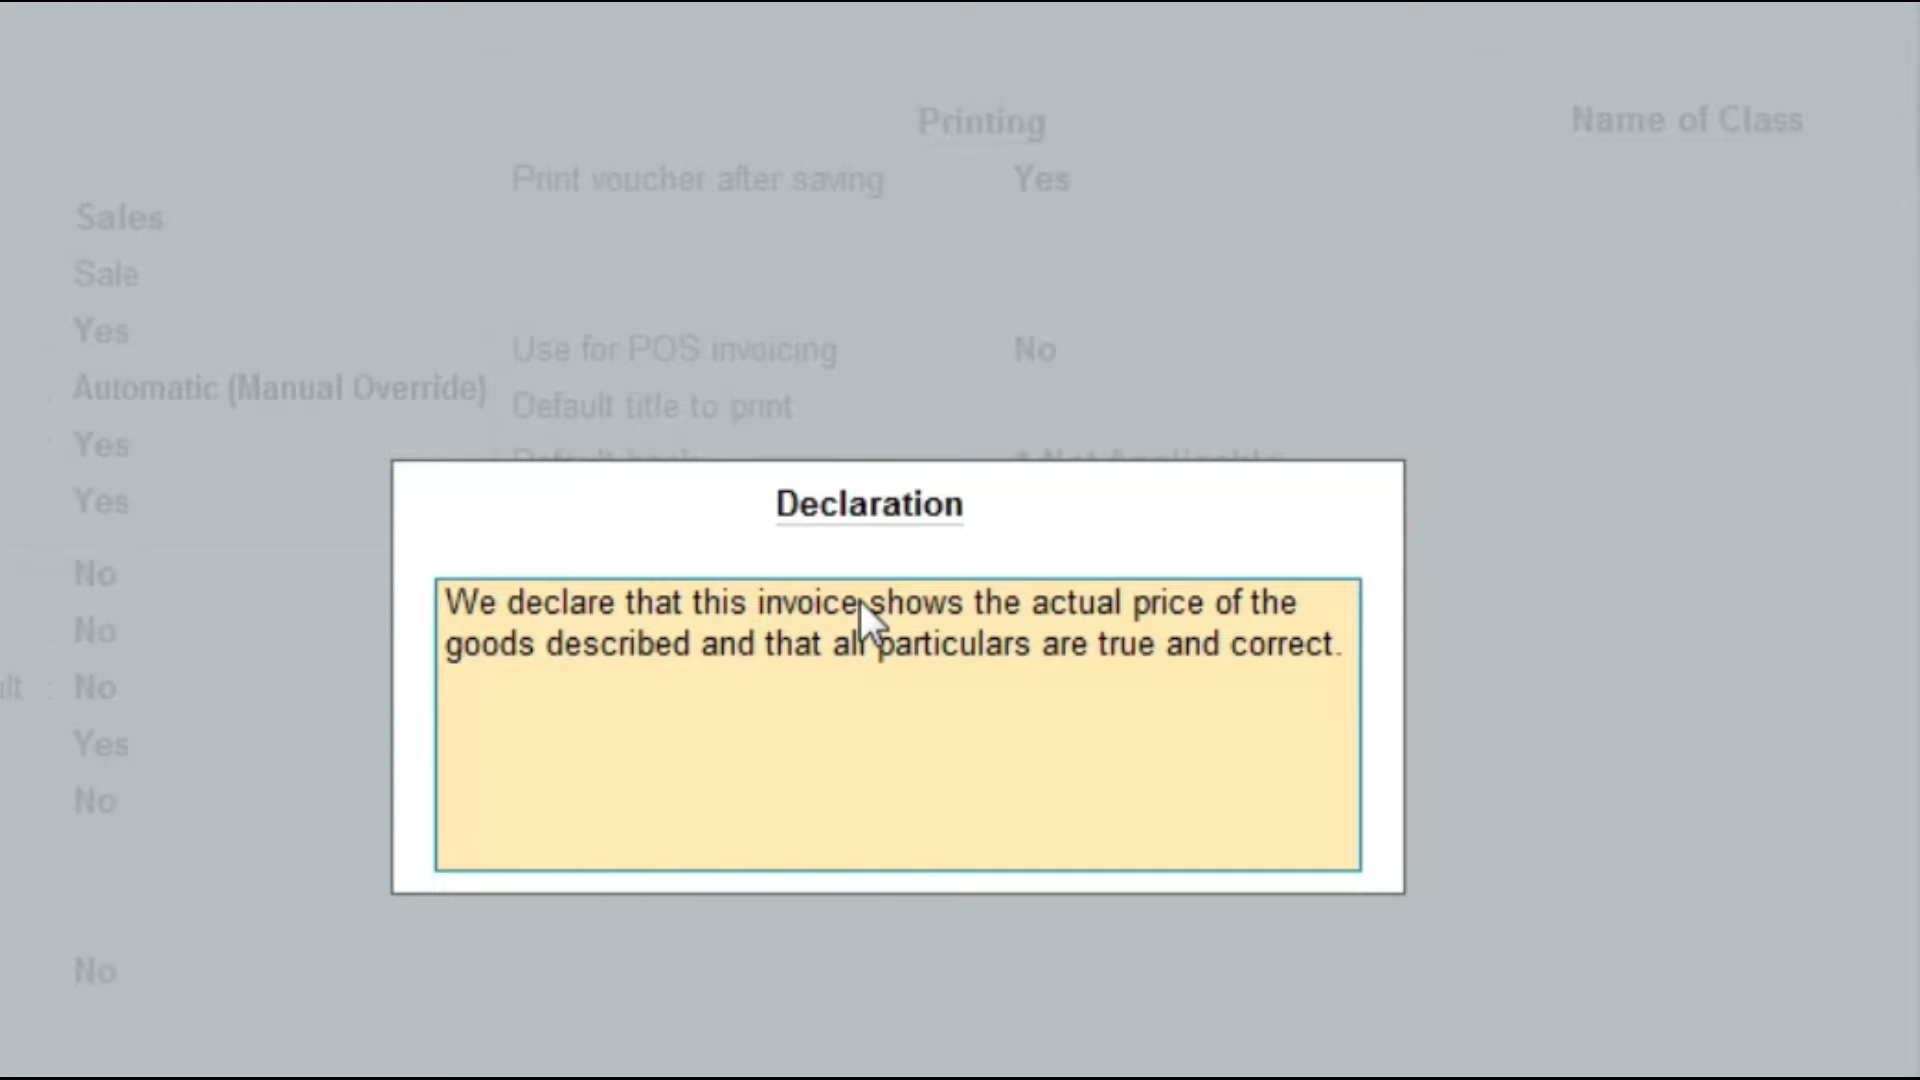 Printing
Name of Class
Print voucher after saving Yes
Sales
Sale
Yes
Use for POS invoicing No
Automatic (Manual Override)
Default title to print
Yes
Yes
Declaration
We declare that this invoice shows the actual price of the
goods described and that all particulars are true and correct.
No
No
No
Yes
No
No